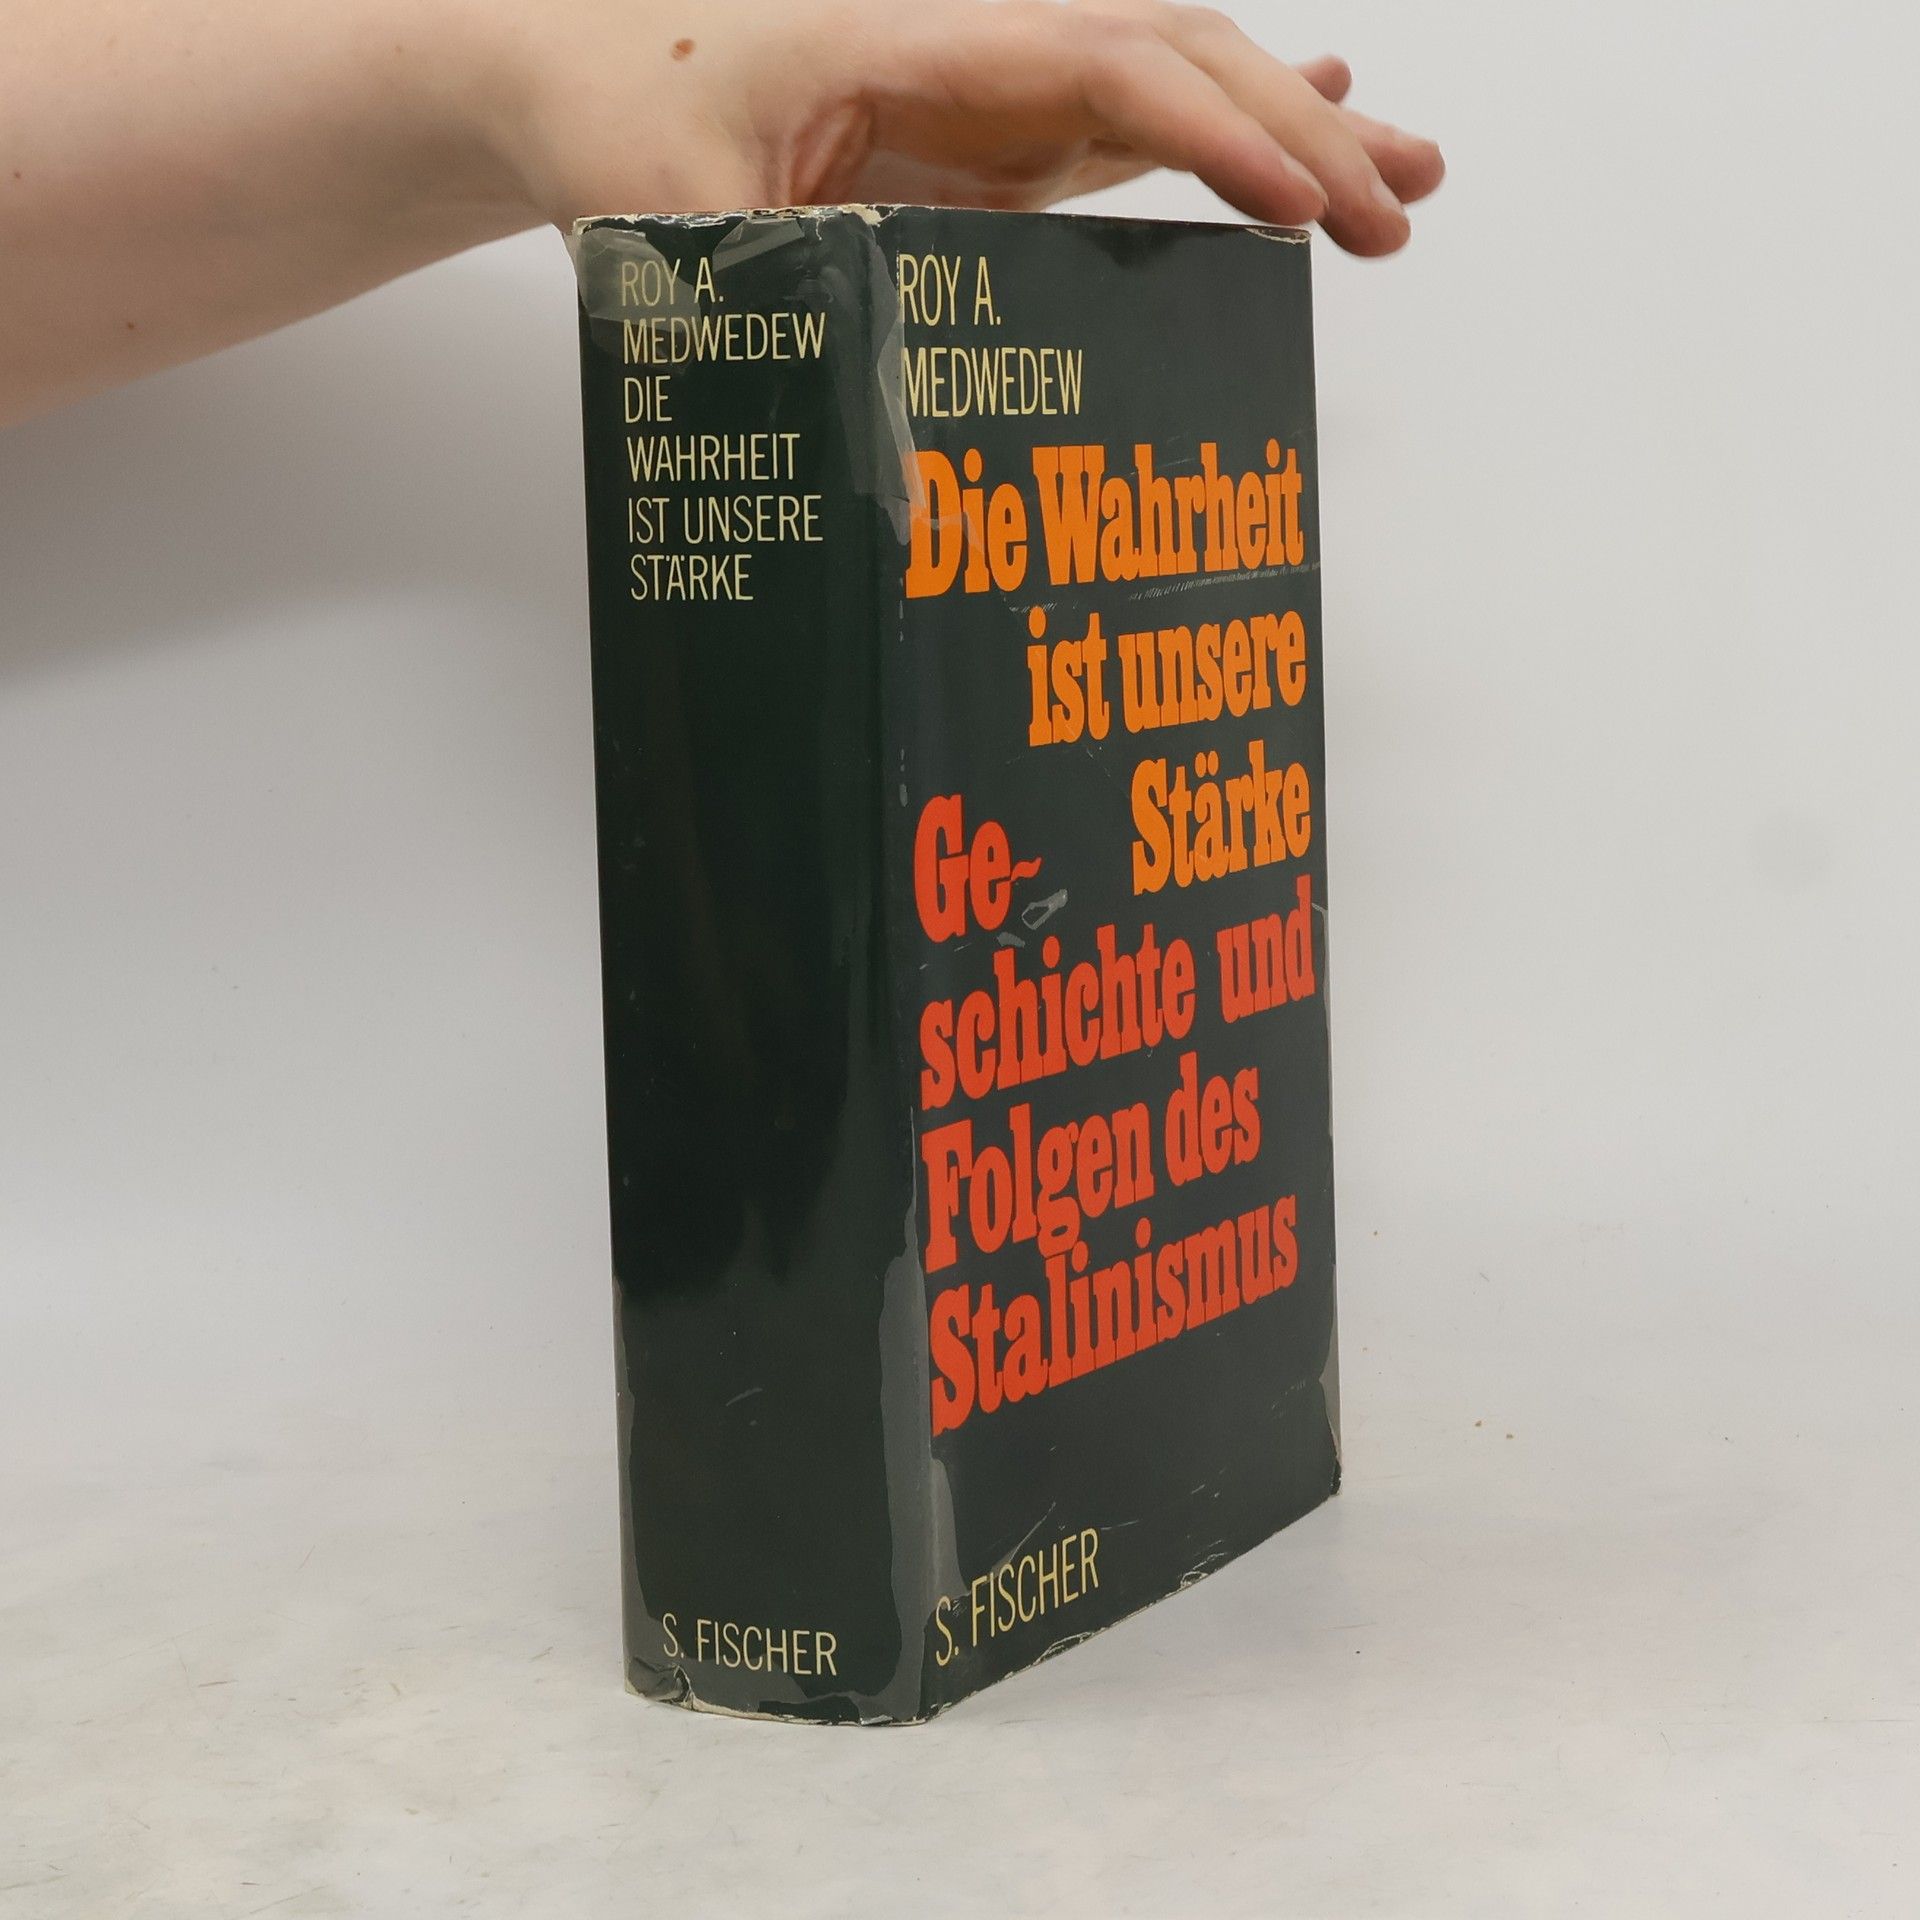 ROY A.
MEDWEDEW
DIE
WAHRHEIT
IST UNSERE
STÄRKE
S. FISCHER
ROY A.
MEDWEDEW
Die Wahrheit
ist unsere
Stärke
Ge-
schichte und
Folgen des
Stalinismus
S. FISCHER